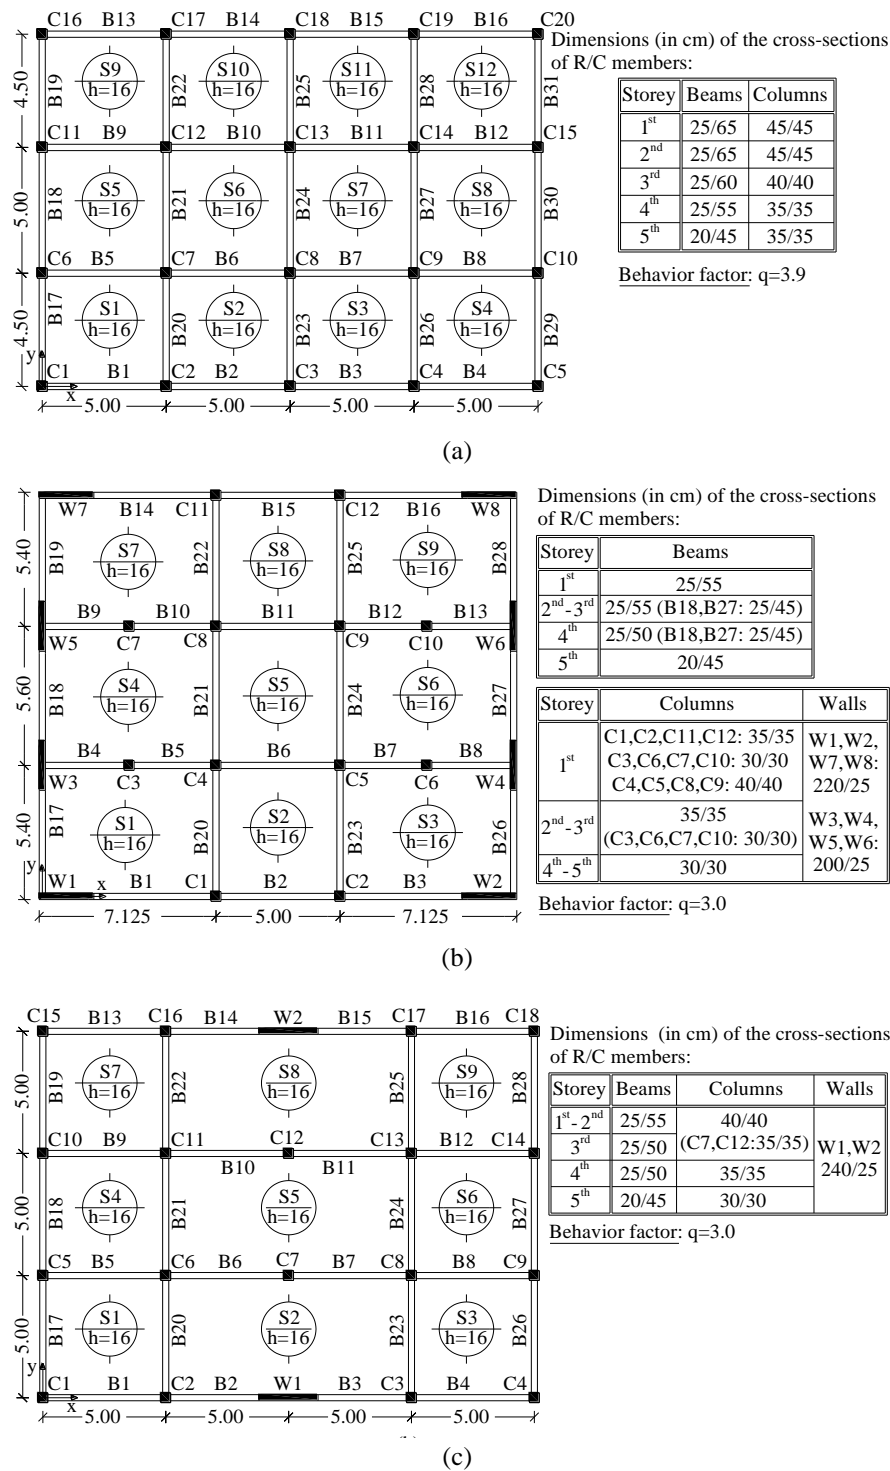 C16 B13 C17 B14 C18 B15 C19 B16 C20
Dimensions (in cm) of the cross-sections
of R/C members:
4.50 B19 S9 B22 S10 B25 S11 B28 S12 B31
h=16 h=16 h=16 h=16
Storey Beams Columns
1st 25/65 45/45
2nd 25/65 45/45
3rd 25/60 40/40
4th 25/55 35/35
5th 20/45 35/35
Behavior factor: q=3.9
C11 B9 C12 B10 C13 B11 C14 B12 C15
5.00 B18 S5 B21 S6 B24 S7 B27 S8 B30
h=16 h=16 h=16 h=16
C6 B5 C7 B6 C8 B7 C9 B8 C10
4.50 B17 S1 B20 S2 B23 S3 B26 S4 B29
h=16 h=16 h=16 h=16
y
C1 B1 C2 B2 C3 B3 C4 B4 C5
x
5.00 5.00 5.00 5.00
(a)
Dimensions (in cm) of the cross-sections
of R/C members:
W7 B14 C11 B15 C12 B16 W8
5.40 B19 S7 B22 S8 B25 S9 B28
h=16 h=16 h=16
Storey Beams
1st 25/55
2nd-3rd 25/55 (B18,B27: 25/45)
4th 25/50 (B18,B27: 25/45)
5th 20/45
B9 B10 B11 B12 B13
W5 C7 C8 C9 C10 W6
5.60 B18 S4 B21 S5 B24 S6 B27
h=16 h=16 h=16
B4 B5 B6 B7 B8
W3 C3 C4 C5 C6 W4
5.40 B17 S1 B20 S2 B23 S3 B26
h=16 h=16 h=16
y
W1 x B1 C1 B2 C2 B3 W2
7.125 5.00 7.125
Storey Columns Walls
1st C1,C2,C11,C12: 35/35
C3,C6,C7,C10: 30/30
C4,C5,C8,C9: 40/40
2nd-3rd 35/35
(C3,C6,C7,C10: 30/30)
4th-5th 30/30
W1,W2,
W7,W8:
220/25
W3,W4,
W5,W6:
200/25
Behavior factor: q=3.0
(b)
C15 B13 C16 B14 W2 B15 C17 B16 C18
Dimensions (in cm) of the cross-sections
of R/C members:
5.00 B19 S7 B22 S8 B25 S9 B28
h=16 h=16 h=16
Storey Beams Columns Walls
1st-2nd 25/55 40/40
3rd 25/50 (C7,C12:35/35)
4th 25/50 35/35
5th 20/45 30/30
W1,W2
240/25
Behavior factor: q=3.0
C10 B9 C11 C12 C13 B12 C14
B10 B11
5.00 B18 S4 B21 S5 B24 S6 B27
h=16 h=16 h=16
C5 B5 C6 B6 C7 B7 C8 B8 C9
5.00 B17 S1 B20 S2 B23 S3 B26
h=16 h=16 h=16
y
C1 B1 C2 B2 W1 B3 C3 B4 C4
x
5.00 5.00 5.00 5.00
(c)